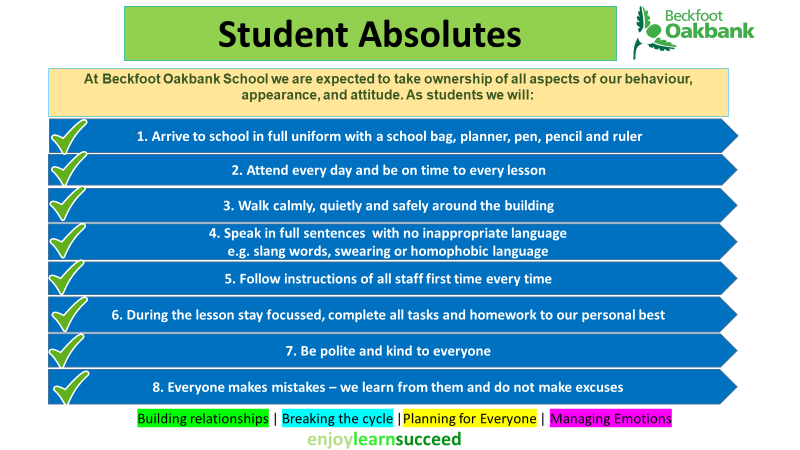 Student Absolutes
Beckfoot
Oakbank
At Beckfoot Oakbank School we are expected to take ownership of all aspects of our behaviour,
appearance, and attitude. As students we will:
1. Arrive to school in full uniform with a school bag, planner, pen, pencil and ruler
2. Attend every day and be on time to every lesson
3. Walk calmly, quietly and safely around the building
4. Speak in full sentences with no inappropriate language
e.g. slang words, swearing or homophobic language
5. Follow instructions of all staff first time every time
6. During the lesson stay focussed, complete all tasks and homework to our personal best
7. Be polite and kind to everyone
8. Everyone makes mistakes – we learn from them and do not make excuses
Building relationships | Breaking the cycle |Planning for Everyone | Managing Emotions
enjoylearnsucceed